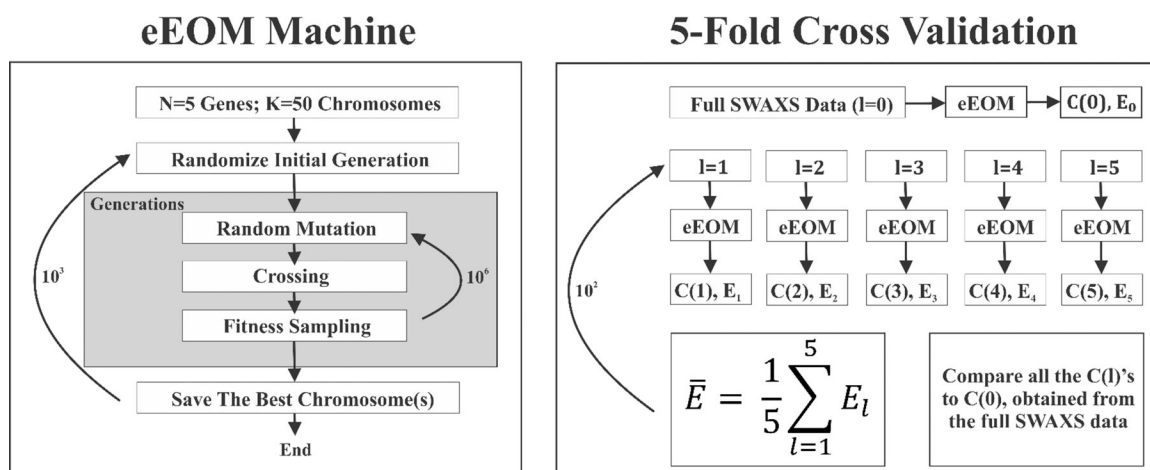 eEOM Machine
N=5 Genes; K=50 Chromosomes
Randomize Initial Generation
Generations
Random Mutation
Crossing
Fitness Sampling
10³
10⁶
Save The Best Chromosome(s)
End
5-Fold Cross Validation
Full SWAXS Data (l=0)
eEOM
C(0), E₀
l=1
l=2
l=3
l=4
l=5
eEOM
eEOM
eEOM
eEOM
eEOM
C(1), E₁
C(2), E₂
C(3), E₃
C(4), E₄
C(5), E₅
10²
Ē = 1/5 ∑_{l=1}^{5} E_l
Compare all the C(l)'s
to C(0), obtained from
the full SWAXS data